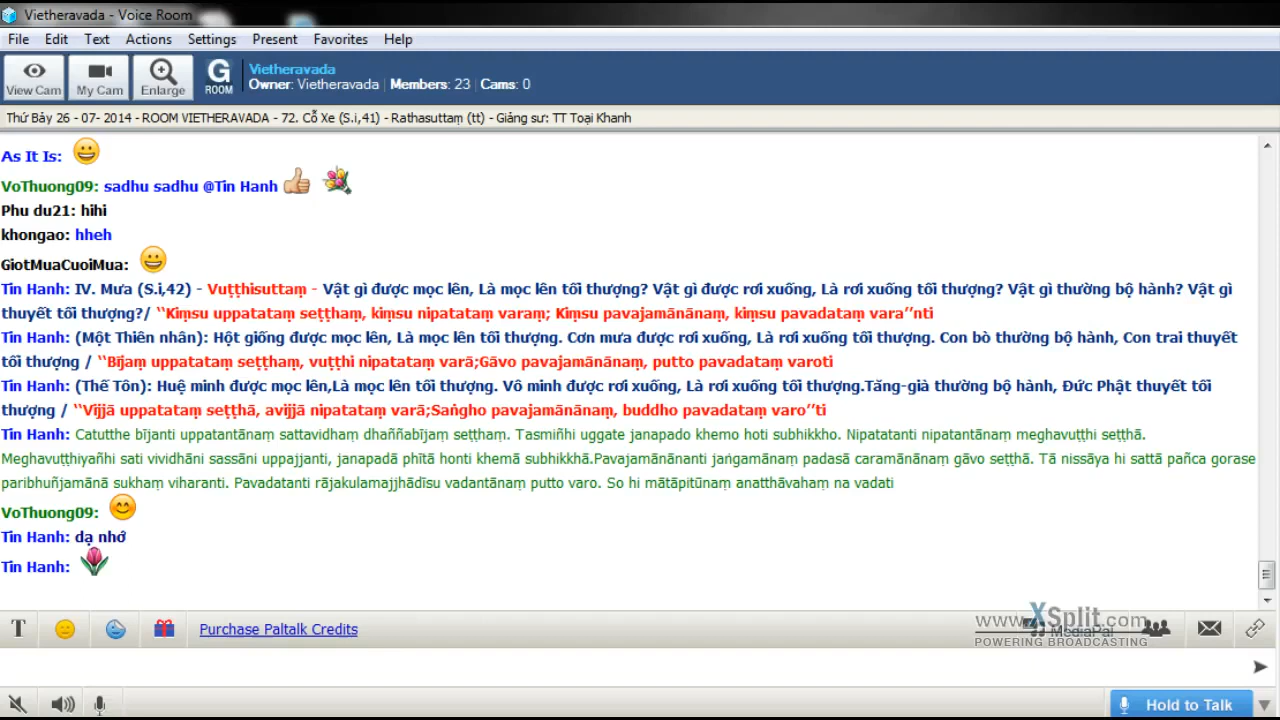 Vietheravada - Voice Room
File Edit Text Actions Settings Present Favorites Help
View Cam My Cam Enlarge G ROOM
Vietheravada
Owner: Vietheravada | Members: 23 | Cams: 0
Thứ Bảy 26 - 07- 2014 - ROOM VIETHERAVADA - 72. Cỗ Xe (S.i,41) - Rathasuttaṃ (tt) - Giảng sư: TT Toại Khanh
As It Is:
VoThuong09: sadhu sadhu @Tin Hanh
Phu du21: hihi
khongao: hheh
GiotMuaCuoiMua:
Tin Hanh: IV. Mưa (S.i,42) - Vuṭṭhisuttaṃ - Vật gì được mọc lên, Là mọc lên tối thượng? Vật gì được rơi xuống, Là rơi xuống tối thượng? Vật gì thường bộ hành? Vật gì
thuyết tối thượng?/ ‘‘Kiṃsu uppatataṃ seṭṭhaṃ, kiṃsu nipatataṃ varaṃ; Kiṃsu pavajamānānaṃ, kiṃsu pavadataṃ vara’’nti
Tin Hanh: (Một Thiên nhân): Hột giống được mọc lên, Là mọc lên tối thượng. Cơn mưa được rơi xuống, Là rơi xuống tối thượng. Con bò thường bộ hành, Con trai thuyết
tối thượng / ‘‘Bījaṃ uppatataṃ seṭṭhaṃ, vuṭṭhi nipatataṃ varā;Gāvo pavajamānānaṃ, putto pavadataṃ varoti
Tin Hanh: (Thế Tôn): Huệ minh được mọc lên,Là mọc lên tối thượng. Vô minh được rơi xuống, Là rơi xuống tối thượng.Tăng-già thường bộ hành, Đức Phật thuyết tối
thượng / ‘‘Vijjā uppatataṃ seṭṭhā, avijjā nipatataṃ varā;Saṅgho pavajamānānaṃ, buddho pavadataṃ varo’’ti
Tin Hanh: Catutthe bījanti uppatantānaṃ sattavidhaṃ dhaññabījaṃ seṭṭhaṃ. Tasmiñhi uggate janapado khemo hoti subhikkho. Nipatatanti nipatantānaṃ meghavuṭṭhi seṭṭhā.
Meghavuṭṭhiyañhi sati vividhāni sassāni uppajjanti, janapadā phītā honti khemā subhikkhā.Pavajamānānanti jaṅgamānaṃ padasā caramānānaṃ gāvo seṭṭhā. Tā nissāya hi sattā pañca gorase
paribhuñjamānā sukhaṃ viharanti. Pavadatanti rājakulamajjhādīsu vadantānaṃ putto varo. So hi mātāpitūnaṃ anatthāvahaṃ na vadati
VoThuong09:
Tin Hanh: dạ nhớ
Tin Hanh:
T Purchase Paltalk Credits
www.XSplit.com
MediaPal
POWERING BROADCASTING
Hold to Talk